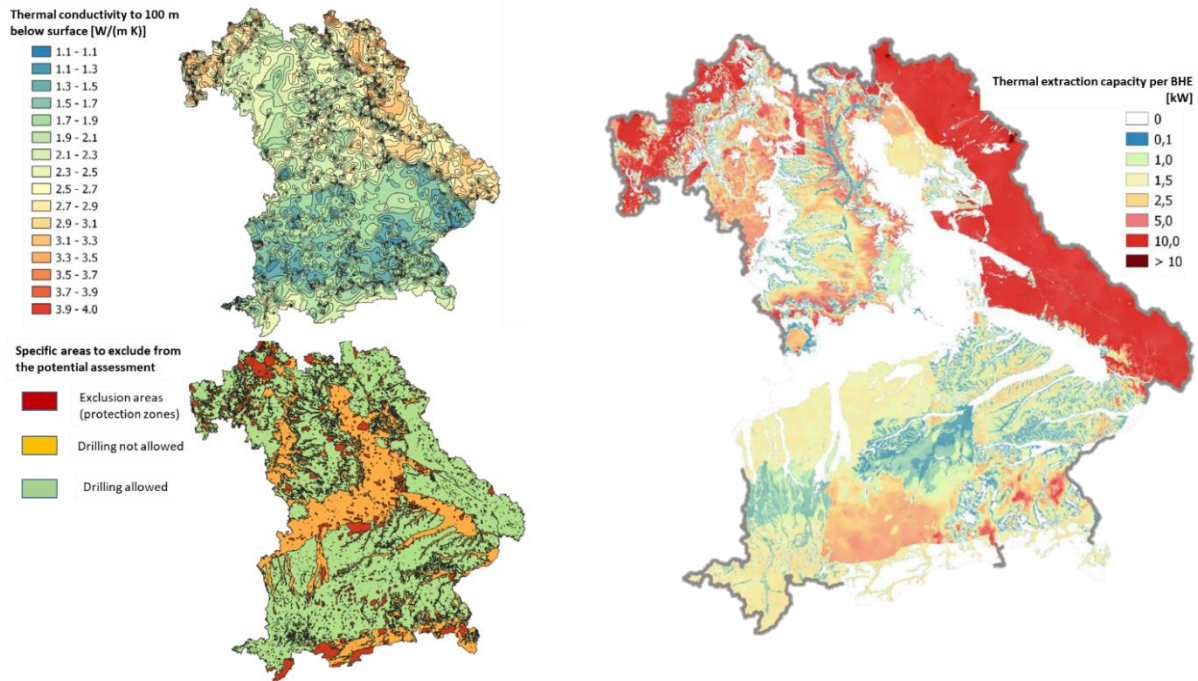 Thermal conductivity to 100 m
below surface [W/(m K)]
1.1 - 1.1
1.1 - 1.3
1.3 - 1.5
1.5 - 1.7
1.7 - 1.9
1.9 - 2.1
2.1 - 2.3
2.3 - 2.5
2.5 - 2.7
2.7 - 2.9
2.9 - 3.1
3.1 - 3.3
3.3 - 3.5
3.5 - 3.7
3.7 - 3.9
3.9 - 4.0
Specific areas to exclude from
the potential assessment
Exclusion areas
(protection zones)
Drilling not allowed
Drilling allowed
Thermal extraction capacity per BHE
[kW]
0
0,1
1,0
1,5
2,5
5,0
10,0
> 10